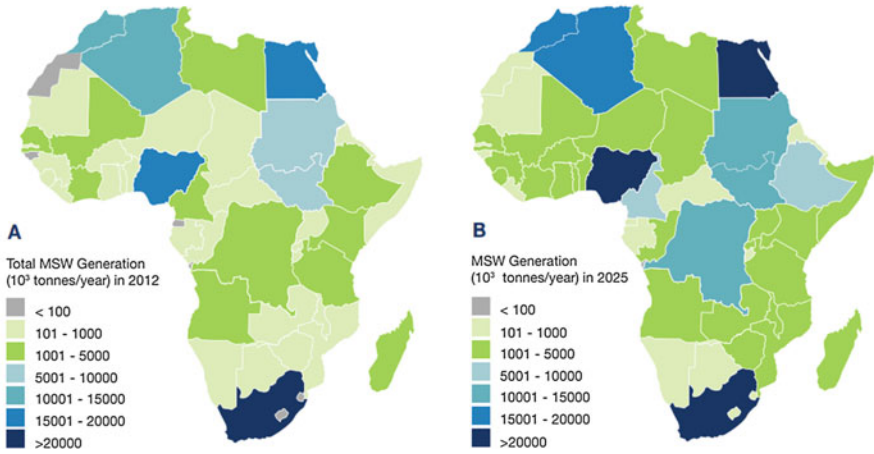 A
Total MSW Generation
(10³ tonnes/year) in 2012
< 100
101 - 1000
1001 - 5000
5001 - 10000
10001 - 15000
15001 - 20000
>20000
B
MSW Generation
(10³ tonnes/year) in 2025
< 100
101 - 1000
1001 - 5000
5001 - 10000
10001 - 15000
15001 - 20000
>20000